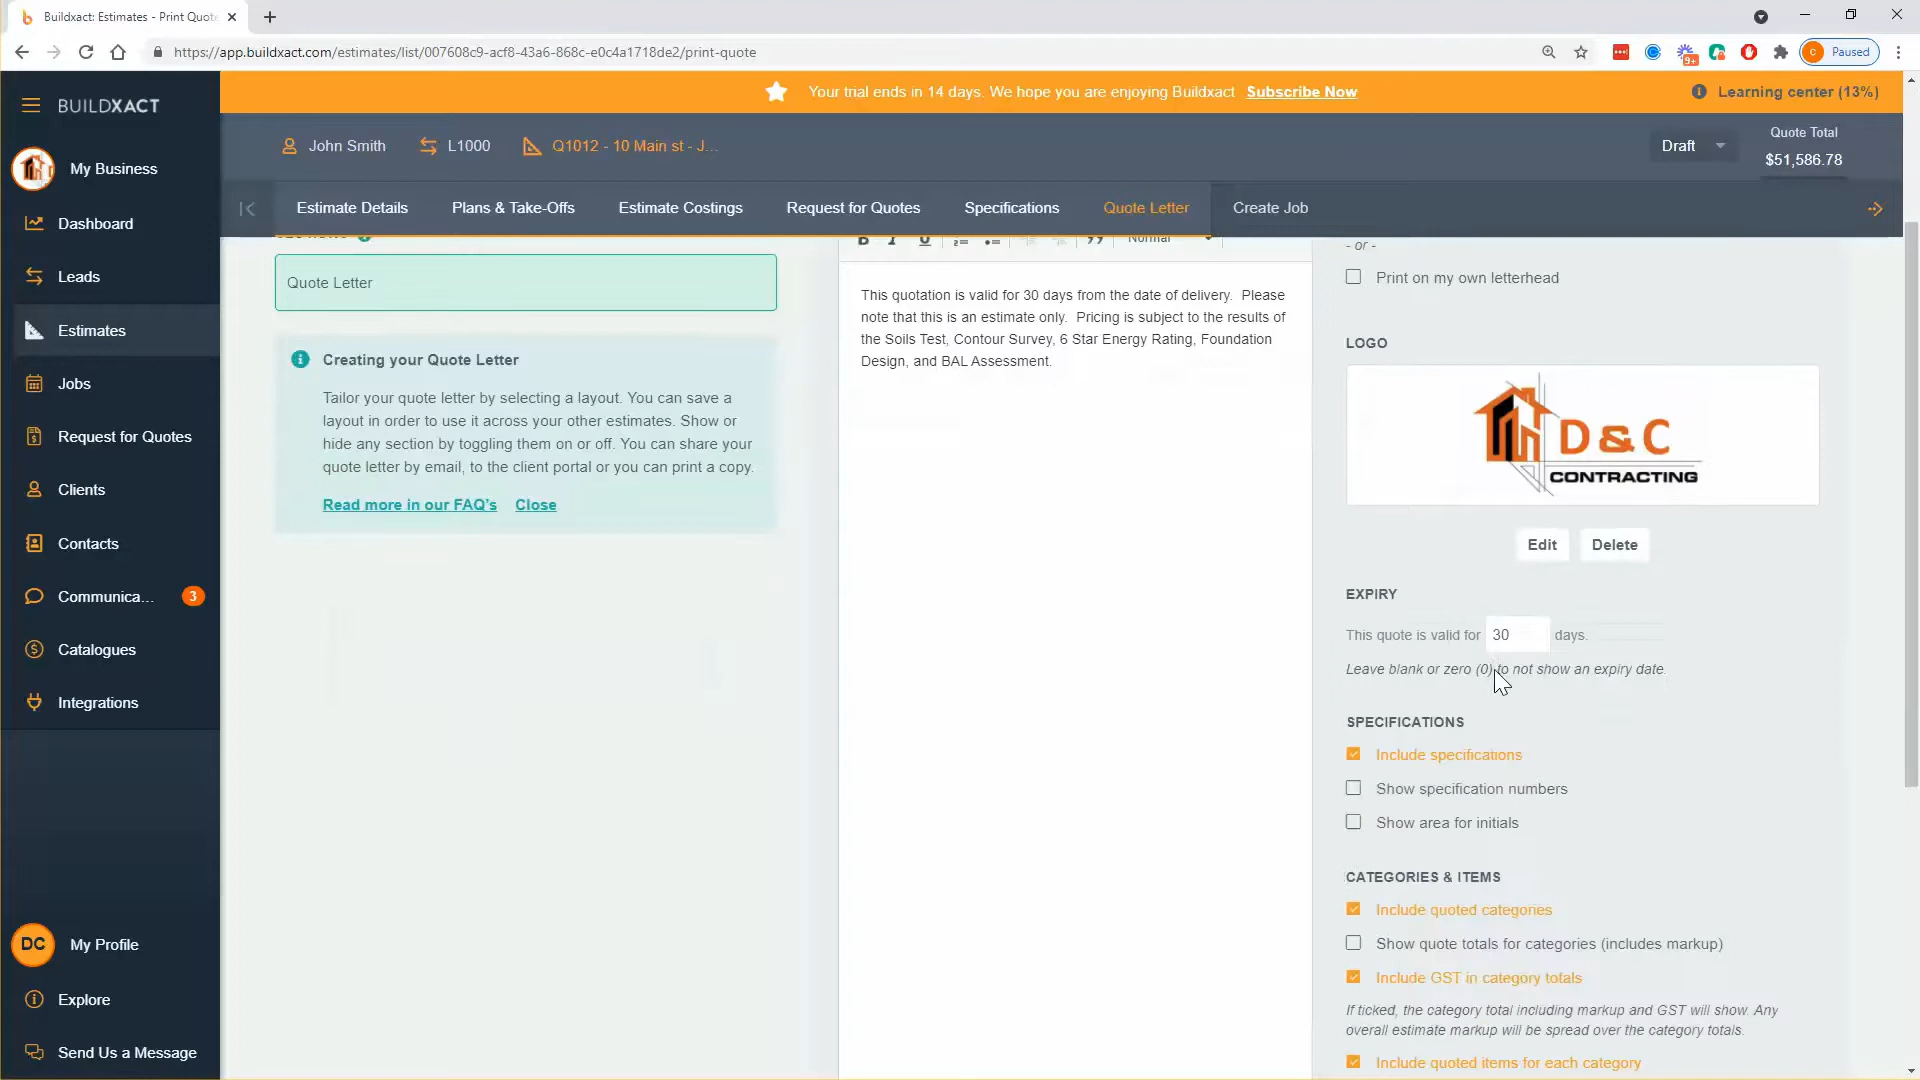 Buildxact: Estimates - Print Quote
Paused
https://app.buildxact.com/estimates/list/007608c9-acf8-43a6-868c-e0c4a1718de2/print-quote
9+
C
BUILDXACT
Your trial ends in 14 days. We hope you are enjoying Buildxact Subscribe Now
Learning center (13%)
John Smith
L1000
Q1012 - 10 Main st - J...
Draft
Quote Total
$51,586.78
Estimate Details
Plans & Take-Offs
Estimate Costings
Request for Quotes
Specifications
Quote Letter
Create Job
My Business
Dashboard
Leads
Estimates
Jobs
Request for Quotes
Clients
Contacts
Communica...
3
Catalogues
Integrations
DC
My Profile
Explore
Send Us a Message
Quote Letter
Creating your Quote Letter
Tailor your quote letter by selecting a layout. You can save a
layout in order to use it across your other estimates. Show or
hide any section by toggling them on or off. You can share your
quote letter by email, to the client portal or you can print a copy.
Read more in our FAQ's Close
B I U Normal
This quotation is valid for 30 days from the date of delivery. Please
note that this is an estimate only. Pricing is subject to the results of
the Soils Test, Contour Survey, 6 Star Energy Rating, Foundation
Design, and BAL Assessment.
- or -
Print on my own letterhead
LOGO
D & C
CONTRACTING
Edit
Delete
EXPIRY
This quote is valid for 30 days.
Leave blank or zero (0) to not show an expiry date.
SPECIFICATIONS
Include specifications
Show specification numbers
Show area for initials
CATEGORIES & ITEMS
Include quoted categories
Show quote totals for categories (includes markup)
Include GST in category totals
If ticked, the category total including markup and GST will show. Any
overall estimate markup will be spread over the category totals.
Include quoted items for each category